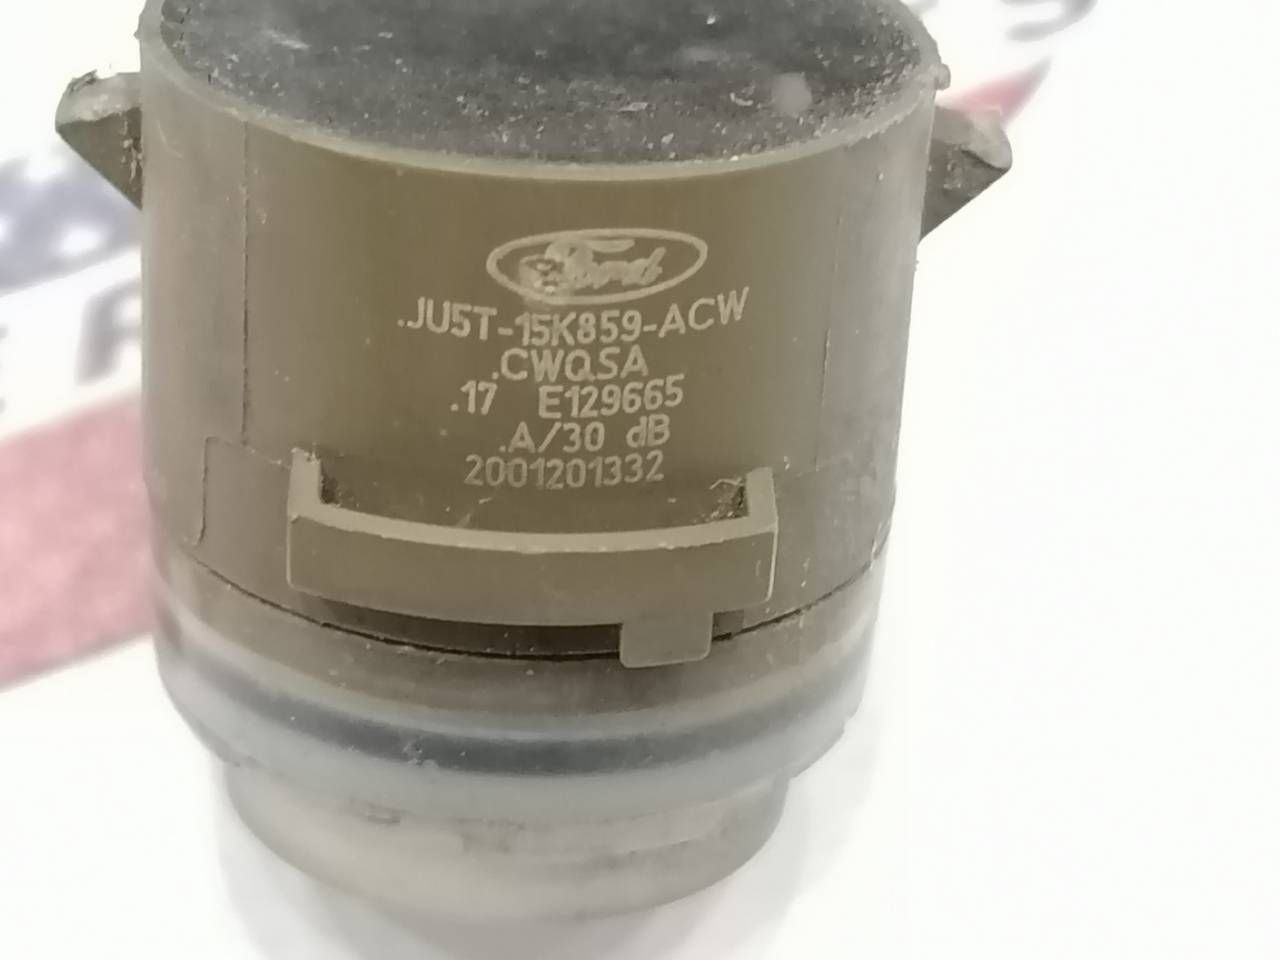 Ford
.JU5T-15K859-ACW
.CWQSA
.17 E129665
.A/30 dB
2001201332